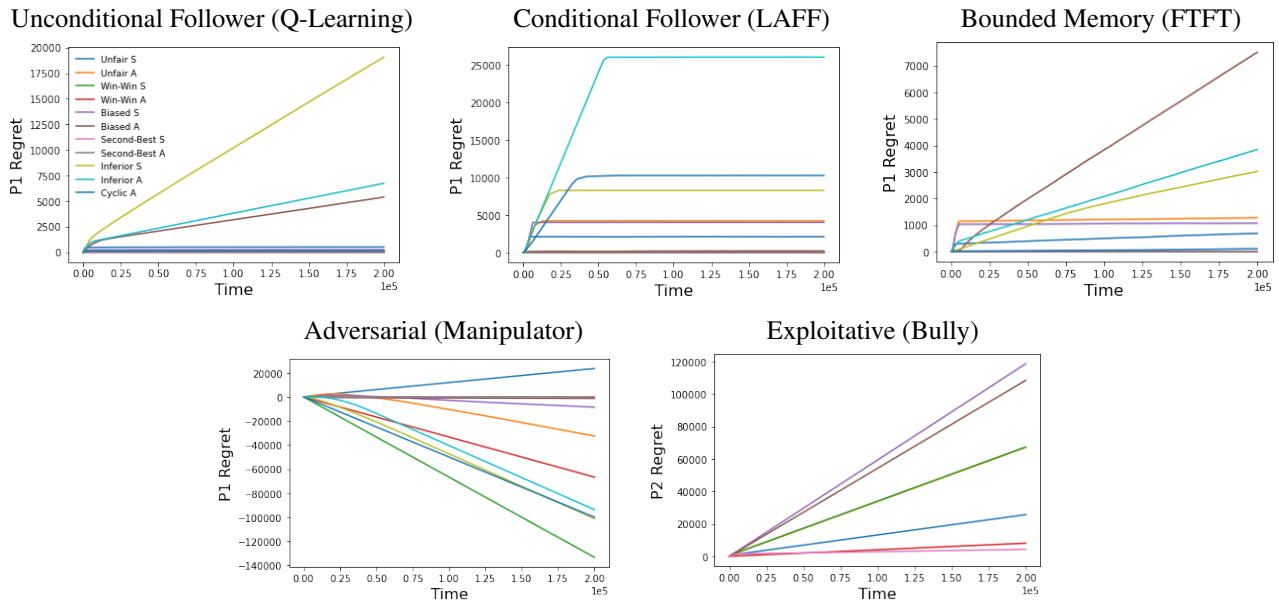 Unconditional Follower (Q-Learning)
Conditional Follower (LAFF)
Bounded Memory (FTFT)
20000
17500
15000
12500
10000
7500
5000
2500
0
P1 Regret
Unfair S
Unfair A
Win-Win S
Win-Win A
Biased S
Biased A
Second-Best S
Second-Best A
Inferior S
Inferior A
Cyclic A
0.00 0.25 0.50 0.75 1.00 1.25 1.50 1.75 2.00
Time
1e5
25000
20000
15000
10000
5000
0
P1 Regret
0.00 0.25 0.50 0.75 1.00 1.25 1.50 1.75 2.00
Time
1e5
7000
6000
5000
4000
3000
2000
1000
0
P1 Regret
0.00 0.25 0.50 0.75 1.00 1.25 1.50 1.75 2.00
Time
1e5
Adversarial (Manipulator)
Exploitative (Bully)
20000
0
−20000
−40000
−60000
−80000
−100000
−120000
−140000
P1 Regret
0.00 0.25 0.50 0.75 1.00 1.25 1.50 1.75 2.00
Time
1e5
120000
100000
80000
60000
40000
20000
0
P2 Regret
0.00 0.25 0.50 0.75 1.00 1.25 1.50 1.75 2.00
Time
1e5